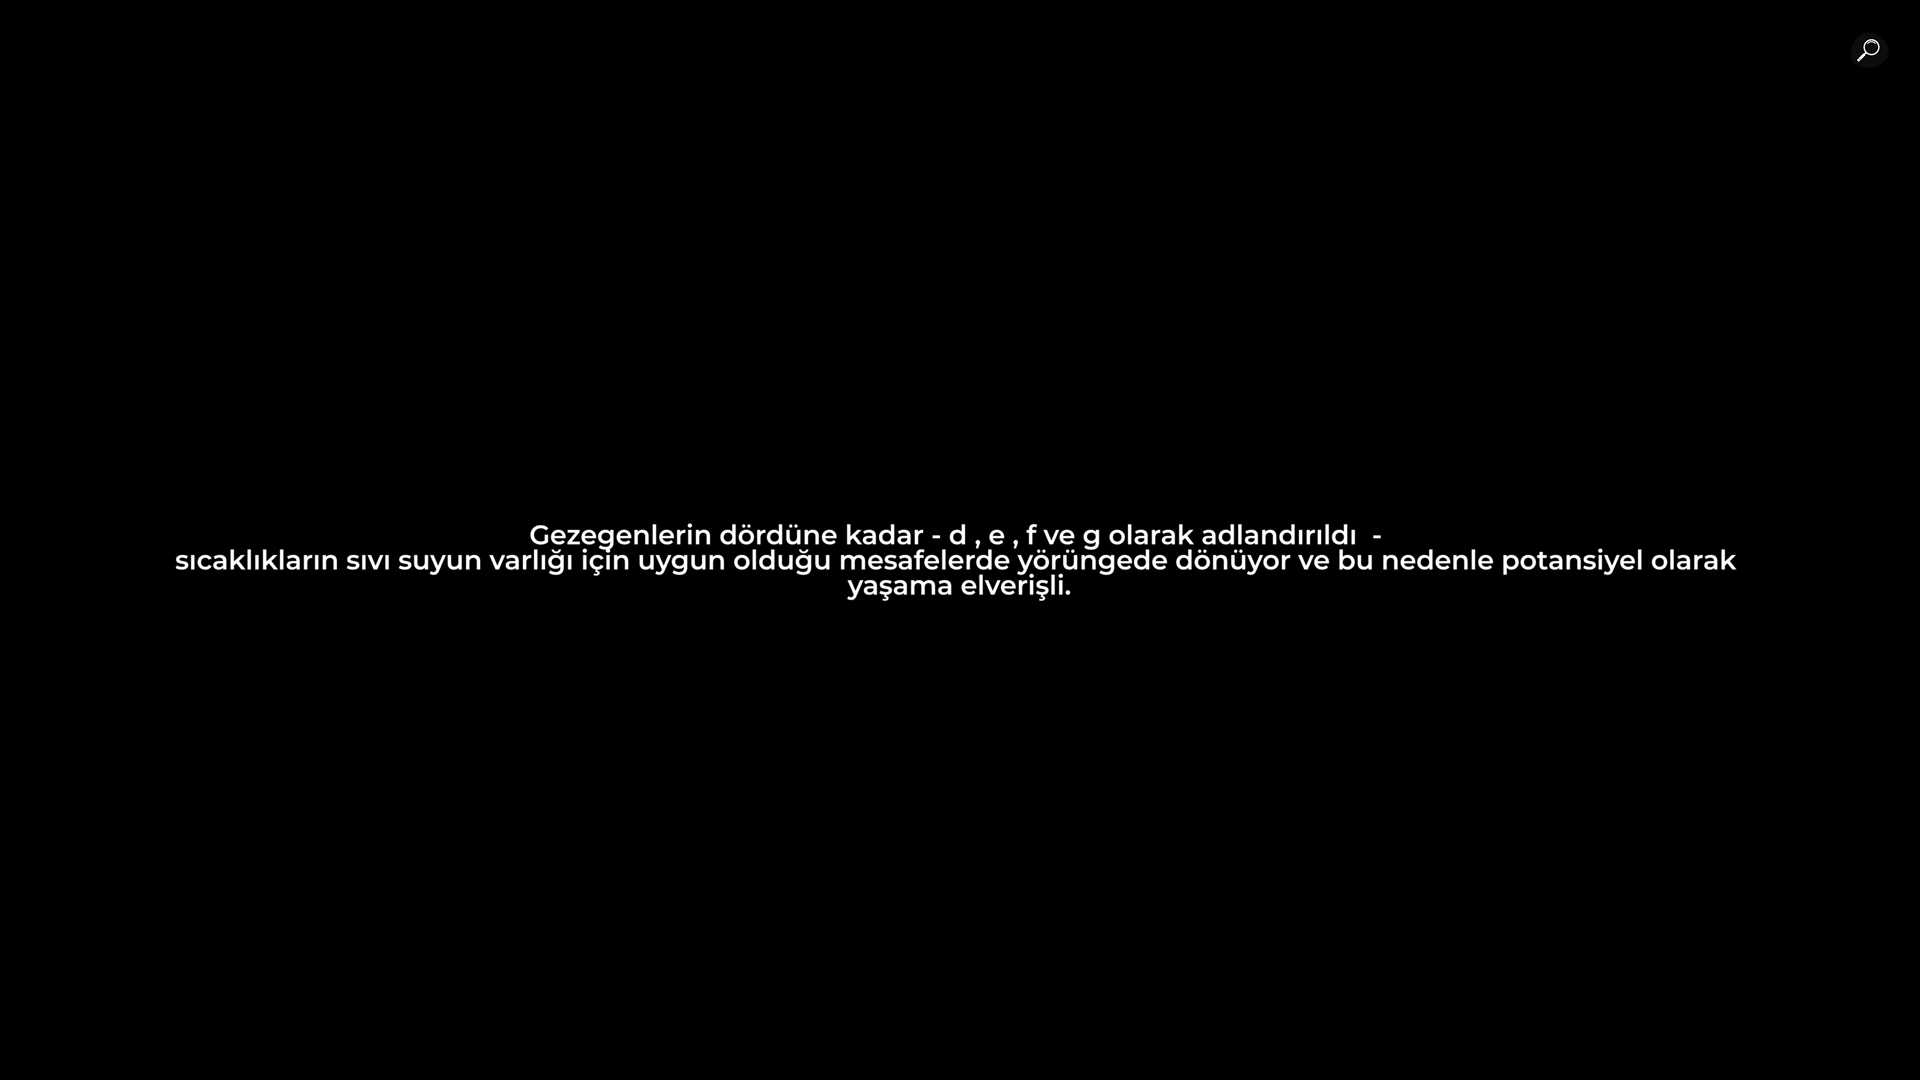 Gezegenlerin dördüne kadar - d , e , f ve g olarak adlandırıldı  -
sıcaklıkların sıvı suyun varlığı için uygun olduğu mesafelerde yörüngede dönüyor ve bu nedenle potansiyel olarak
yaşama elverişli.